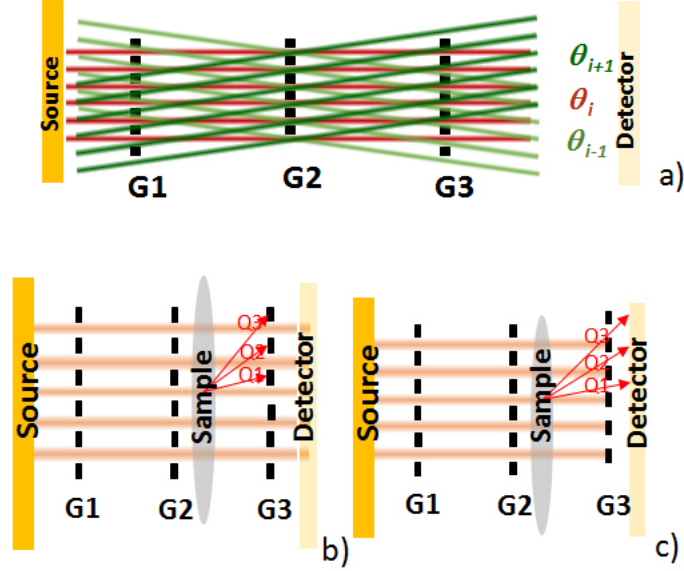 Source
G1
G2
G3
θi+1
θi
θi-1
Detector
a)
Source
G1
G2
Sample
Q3
Q2
Q1
G3
Detector
b)
Source
G1
G2
Sample
Q3
Q2
Q1
G3
Detector
c)